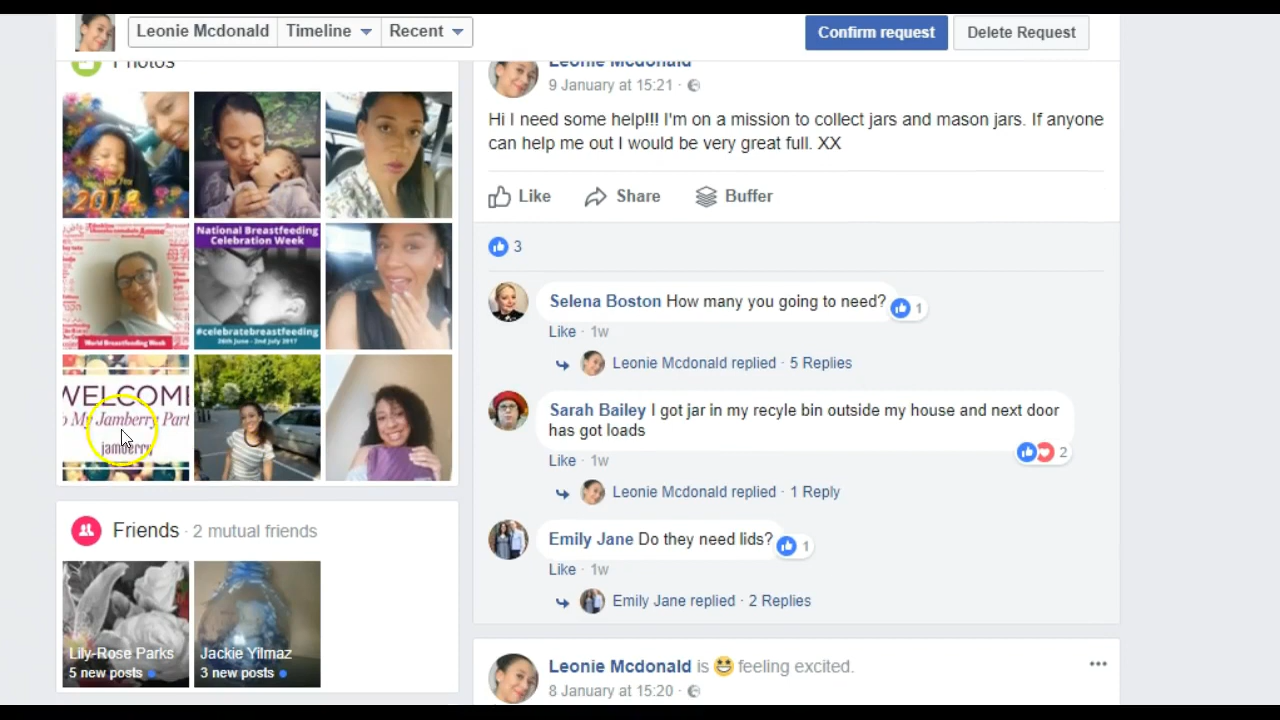 Leonie Mcdonald Timeline Recent Confirm request Delete Request
Photos
2018
National Breastfeeding
Celebration Week
#celebratebreastfeeding
26th June - 2nd July 2017
World Breastfeeding Week
WELCOME
o My Jamberry Part
jamberry
Friends · 2 mutual friends
Lily-Rose Parks
5 new posts
Jackie Yilmaz
3 new posts
Leonie Mcdonald
9 January at 15:21 ·
Hi I need some help!!! I'm on a mission to collect jars and mason jars. If anyone
can help me out I would be very great full. XX
Like Share Buffer
3
Selena Boston How many you going to need? 1
Like · 1w
Leonie Mcdonald replied · 5 Replies
Sarah Bailey I got jar in my recyle bin outside my house and next door
has got loads
2
Like · 1w
Leonie Mcdonald replied · 1 Reply
Emily Jane Do they need lids? 1
Like · 1w
Emily Jane replied · 2 Replies
Leonie Mcdonald is feeling excited.
8 January at 15:20 ·